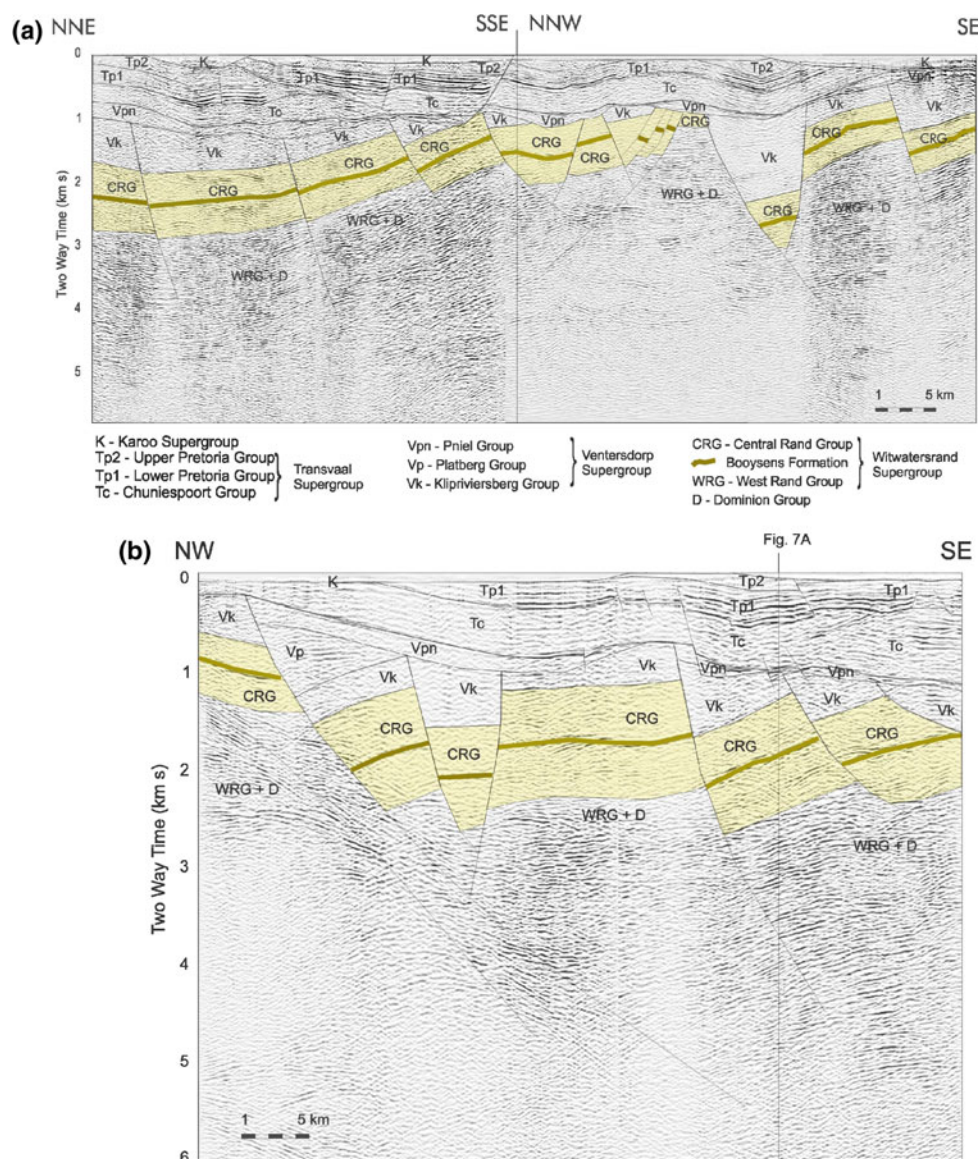 (a) NNE SSE NNW SE
0
Tp2 K K Tp2 Tp1 Tp2 K
Tp1 Tp1 Tp1 Tc Vpn
Tc Tc
Vpn Vk Vpn Vk Vpn Vk
1
Vk Vk Vk Vk CRG CRG CRG Vk CRG CRG
CRG CRG CRG CRG
2
WRG + D WRG + D WRG + D CRG
3
WRG + D
4
5
Two Way Time (km s)
1 5 km
K - Karoo Supergroup
Tp2 - Upper Pretoria Group
Tp1 - Lower Pretoria Group
Tc - Chuniespoort Group
Transvaal
Supergroup
Vpn - Pniel Group
Vp - Platberg Group
Vk - Klipriviersberg Group
Ventersdorp
Supergroup
CRG - Central Rand Group
Booysens Formation
WRG - West Rand Group
D - Dominion Group
Witwatersrand
Supergroup
(b) NW Fig. 7A SE
0
K Tp1 Tp2 Tp1
Vk Tc Tp1
Vp Vpn Tc Tc
1
Vk Vk Vk Vpn Vpn
CRG Vk Vk Vk
CRG CRG CRG CRG CRG
2
WRG + D WRG + D WRG + D
3
4
5
6
Two Way Time (km s)
1 5 km